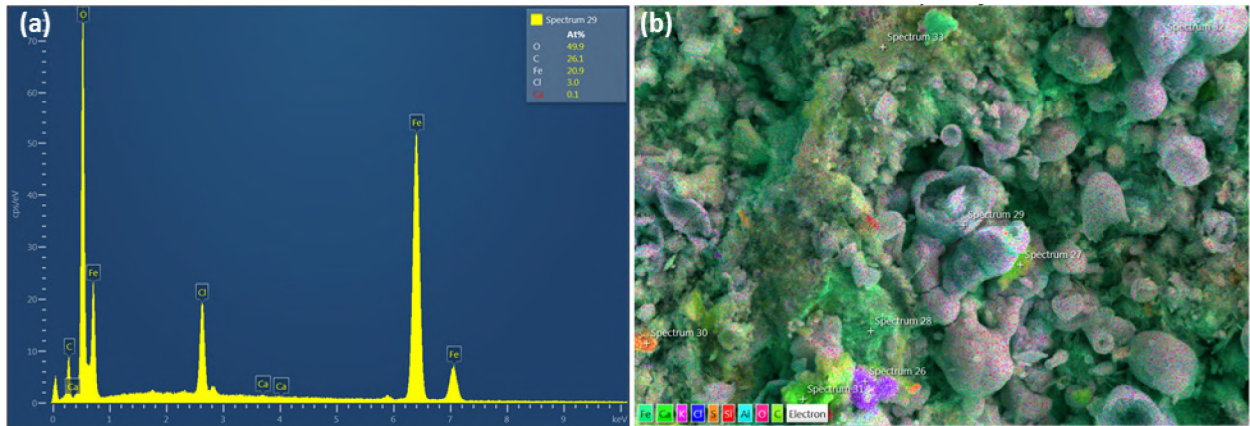 (a)
Spectrum 29
At%
O 49.9
C 26.1
Fe 20.9
Cl 3.0
Ca 0.1
O
Fe
Fe
Cl
C
Ca
Ca
Ca
Fe
cps/eV
70
60
50
40
30
20
10
0
0 1 2 3 4 5 6 7 8 9 keV
(b)
Spectrum 33
Spectrum 32
Spectrum 29
Spectrum 27
Spectrum 28
Spectrum 30
Spectrum 26
Spectrum 31
Fe Ca K Cl S Si Al O C Electron